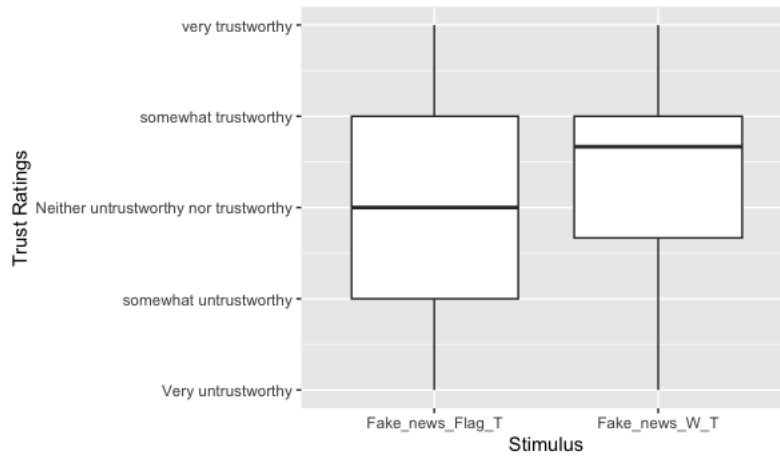 very trustworthy
somewhat trustworthy
Neither untrustworthy nor trustworthy
somewhat untrustworthy
Very untrustworthy
Trust Ratings
Fake_news_Flag_T
Fake_news_W_T
Stimulus